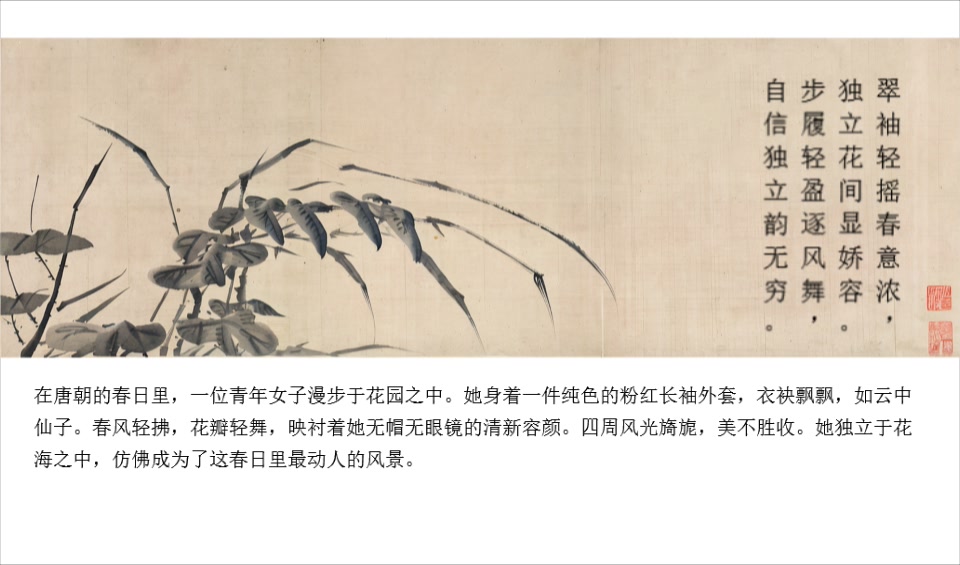 翠袖轻摇春意浓，
独立花间显娇容。
步履轻盈逐风舞，
自信独立韵无穷。
在唐朝的春日里，一位青年女子漫步于花园之中。她身着一件纯色的粉红长袖外套，衣袂飘飘，如云中
仙子。春风轻拂，花瓣轻舞，映衬着她无帽无眼镜的清新容颜。四周风光旖旎，美不胜收。她独立于花
海之中，仿佛成为了这春日里最动人的风景。